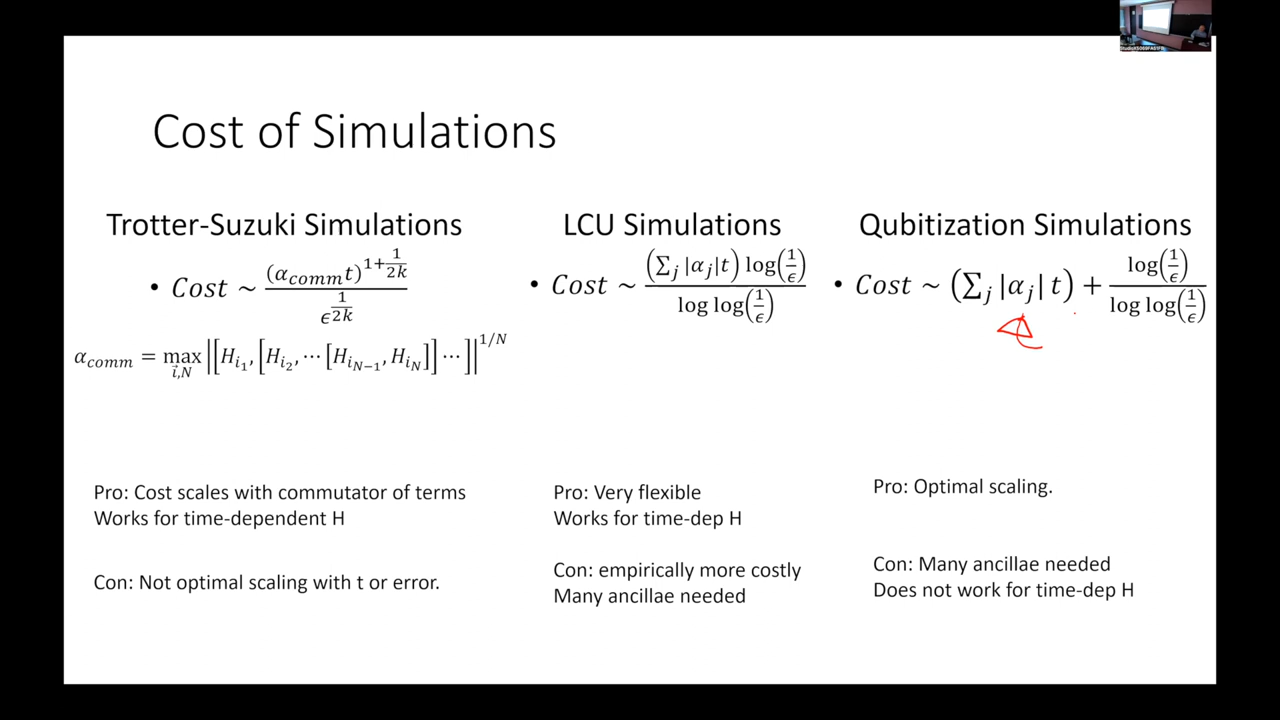 Cost of Simulations
Trotter-Suzuki Simulations
• Cost ~ (α_comm t)^{1+1/2k} / ϵ^{1/2k}
α_comm = max_{i⃗,N} |[H_{i_1}, [H_{i_2}, ⋯ [H_{i_{N-1}}, H_{i_N}]] ⋯ ]|^{1/N}
Pro: Cost scales with commutator of terms
Works for time-dependent H
Con: Not optimal scaling with t or error.
LCU Simulations
• Cost ~ (∑_j |α_j| t) log(1/ϵ) / log log(1/ϵ)
Pro: Very flexible
Works for time-dep H
Con: empirically more costly
Many ancillae needed
Qubitization Simulations
• Cost ~ (∑_j |α_j| t) + log(1/ϵ) / log log(1/ϵ)
Pro: Optimal scaling.
Con: Many ancillae needed
Does not work for time-dep H